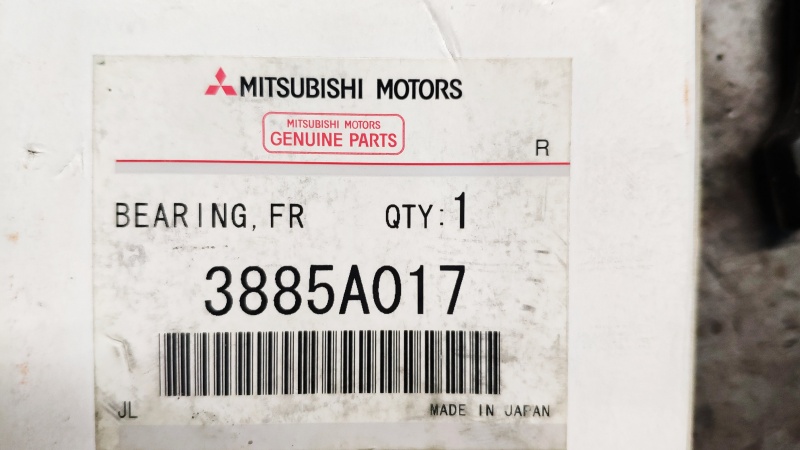 MITSUBISHI MOTORS
MITSUBISHI MOTORS
GENUINE PARTS
R
BEARING, FR QTY: 1
3885A017
JL MADE IN JAPAN